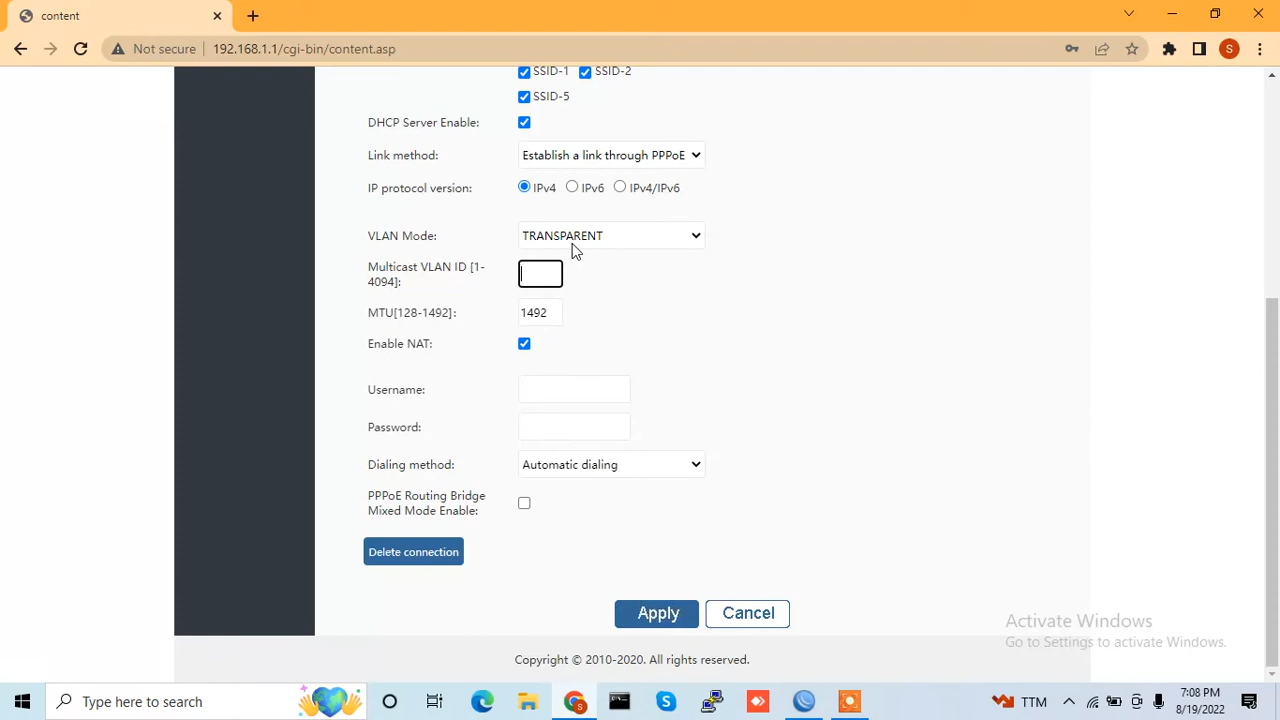 content
Not secure
192.168.1.1/cgi-bin/content.asp
S
SSID-1 SSID-2
SSID-5
DHCP Server Enable:
Link method: Establish a link through PPPoE
IP protocol version: IPv4 IPv6 IPv4/IPv6
VLAN Mode: TRANSPARENT
Multicast VLAN ID [1-
4094]:
MTU[128-1492]: 1492
Enable NAT:
Username:
Password:
Dialing method: Automatic dialing
PPPoE Routing Bridge
Mixed Mode Enable:
Delete connection
Apply Cancel
Activate Windows
Go to Settings to activate Windows.
Copyright © 2010-2020. All rights reserved.
Type here to search
TTM
7:08 PM
8/19/2022